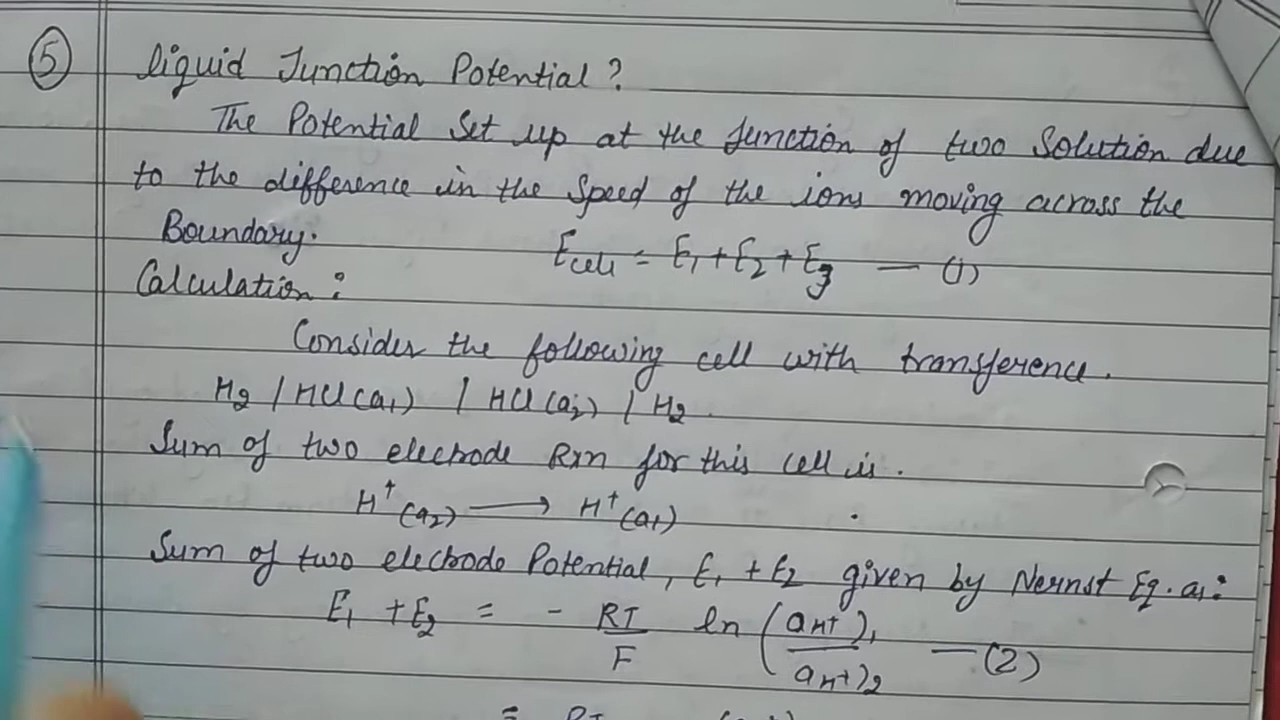 5 Liquid Junction Potential?
The Potential Set up at the Junction of two Solution due
to the difference in the Speed of the ions moving across the
Boundary.
Ecell = E₁ + E₂ + Eg — (1)
Calculation:
Consider the following cell with transference.
H₂ | HCl (a₁) | HCl (a₂) | H₂.
Sum of two electrode Rxn for this cell is.
H⁺(a₂) ⟶ H⁺(a₁)
Sum of two electrode Potential, E₁ + E₂ given by Nernst Eq. as:
E₁ + E₂ = - RT/F ln (aH⁺)₁/(aH⁺)₂ — (2)